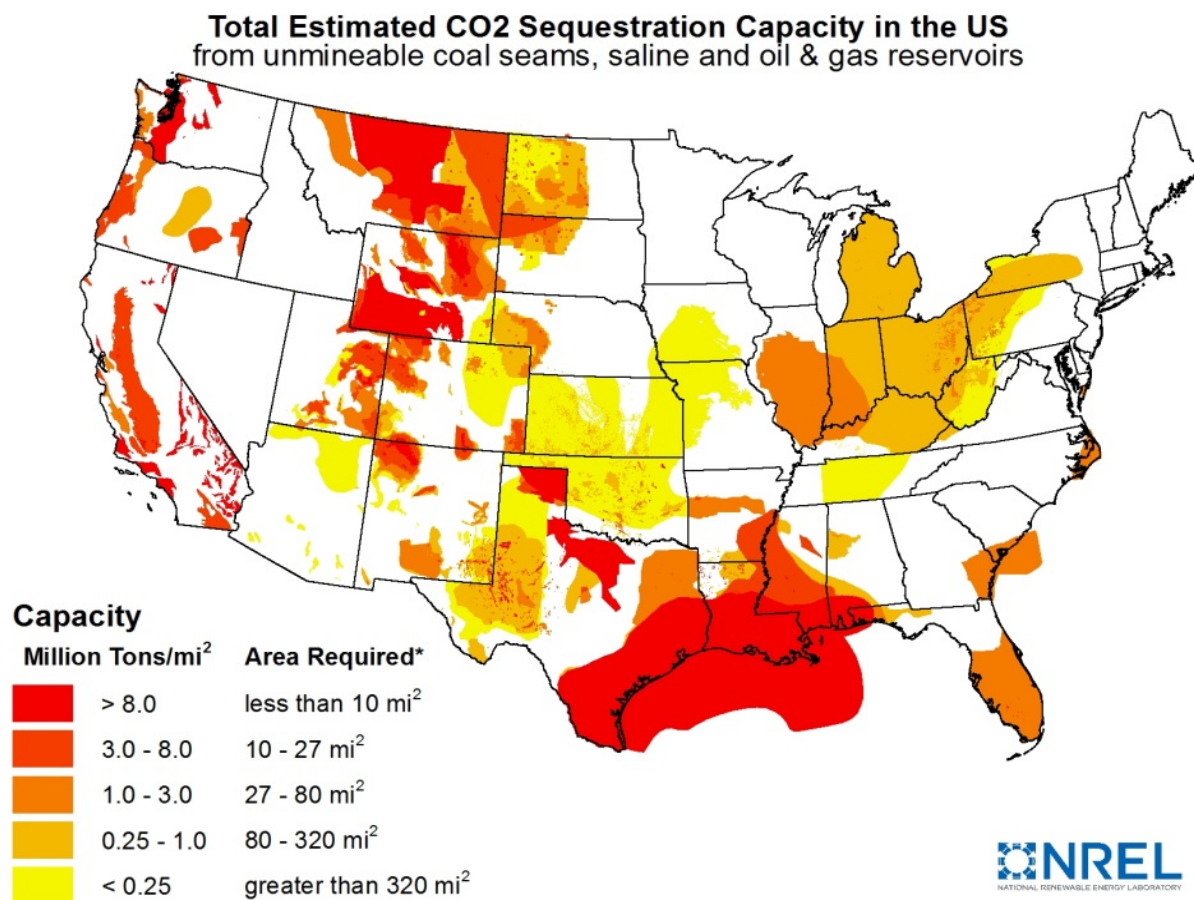 Total Estimated CO2 Sequestration Capacity in the US
from unmineable coal seams, saline and oil & gas reservoirs
Capacity
Million Tons/mi² Area Required*
> 8.0 less than 10 mi²
3.0 - 8.0 10 - 27 mi²
1.0 - 3.0 27 - 80 mi²
0.25 - 1.0 80 - 320 mi²
< 0.25 greater than 320 mi²
NREL
NATIONAL RENEWABLE ENERGY LABORATORY